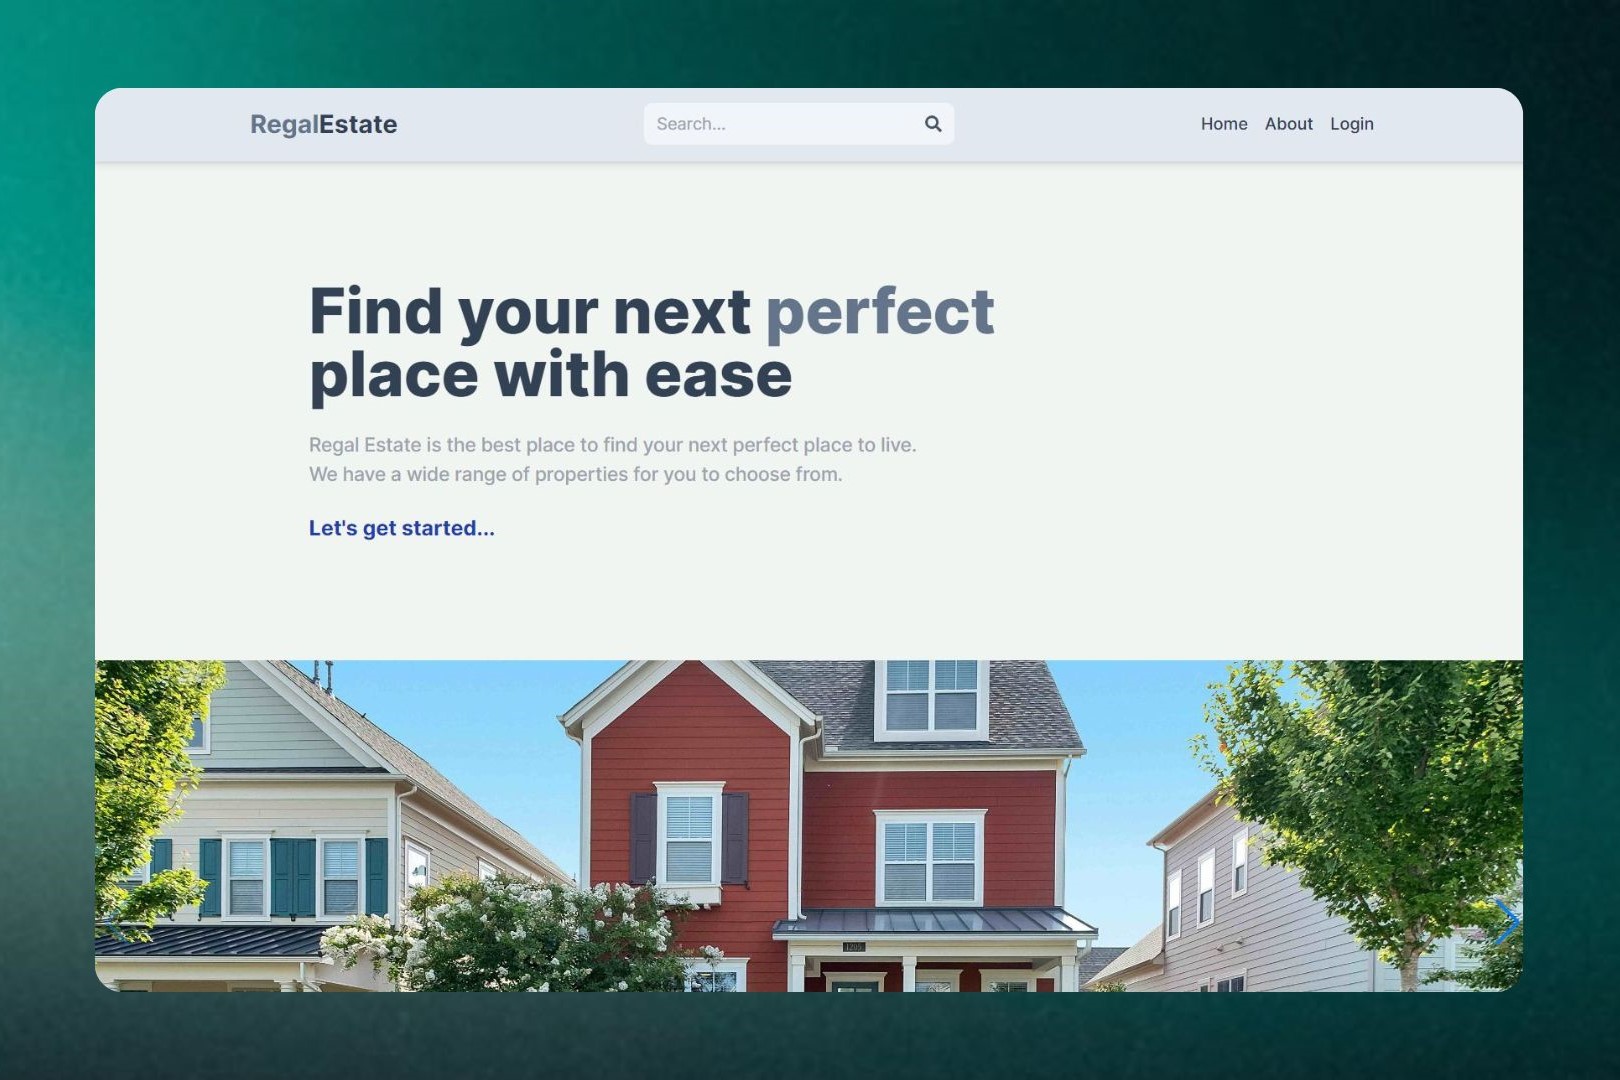 RegalEstate
Search...
Home About Login
Find your next perfect
place with ease
Regal Estate is the best place to find your next perfect place to live.
We have a wide range of properties for you to choose from.
Let's get started...